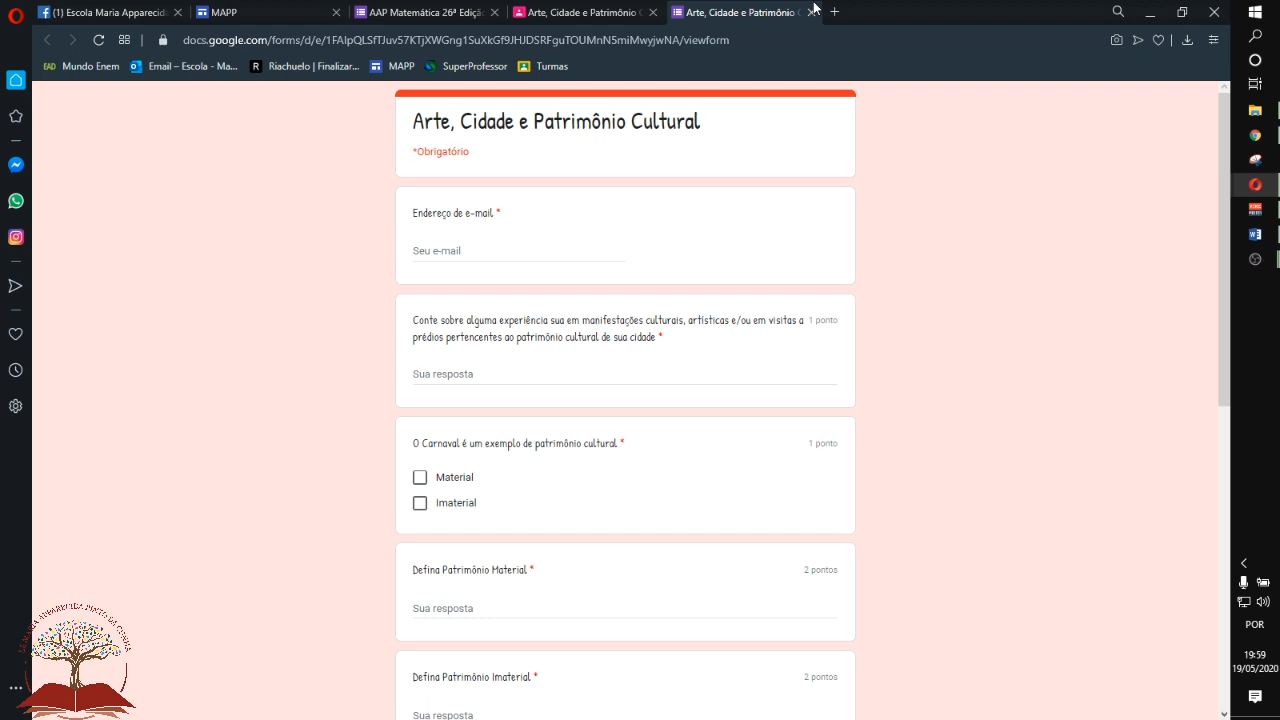 (1) Escola Maria Aparecida
MAPP
AAP Matemática 26ª Ediçã
Arte, Cidade e Patrimônio C
Arte, Cidade e Patrimônio C
docs.google.com/forms/d/e/1FAIpQLSfTJuv57KTjXWGng1SuXkGf9JHJDSRFguTOUMnN5miMwyjwNA/viewform
EAD Mundo Enem
Email – Escola - Ma...
R Riachuelo | Finalizar...
MAPP
SuperProfessor
Turmas
Arte, Cidade e Patrimônio Cultural
*Obrigatório
Endereço de e-mail *
Seu e-mail
Conte sobre alguma experiência sua em manifestações culturais, artísticas e/ou em visitas a 1 ponto
prédios pertencentes ao patrimônio cultural de sua cidade *
Sua resposta
O Carnaval é um exemplo de patrimônio cultural * 1 ponto
Material
Imaterial
Defina Patrimônio Material * 2 pontos
Sua resposta
Defina Patrimônio Imaterial * 2 pontos
Sua resposta
POR
19:59
19/05/2020